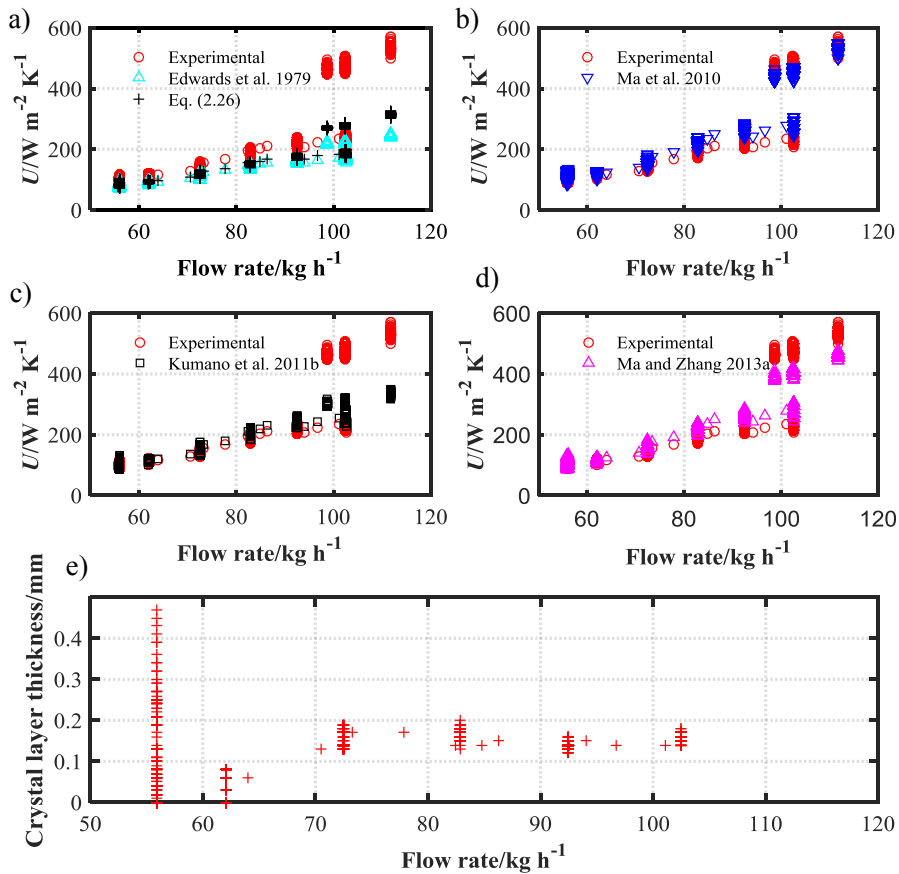 a)
600
400
200
0
60
80
100
120
U/W m⁻² K⁻¹
Flow rate/kg h⁻¹
Experimental
Edwards et al. 1979
Eq. (2.26)
b)
600
400
200
0
60
80
100
120
U/W m⁻² K⁻¹
Flow rate/kg h⁻¹
Experimental
Ma et al. 2010
c)
600
400
200
0
60
80
100
120
U/W m⁻² K⁻¹
Flow rate/kg h⁻¹
Experimental
Kumano et al. 2011b
d)
600
400
200
0
60
80
100
120
U/W m⁻² K⁻¹
Flow rate/kg h⁻¹
Experimental
Ma and Zhang 2013a
e)
Crystal layer thickness/mm
0.4
0.3
0.2
0.1
0
50
60
70
80
90
100
110
120
Flow rate/kg h⁻¹